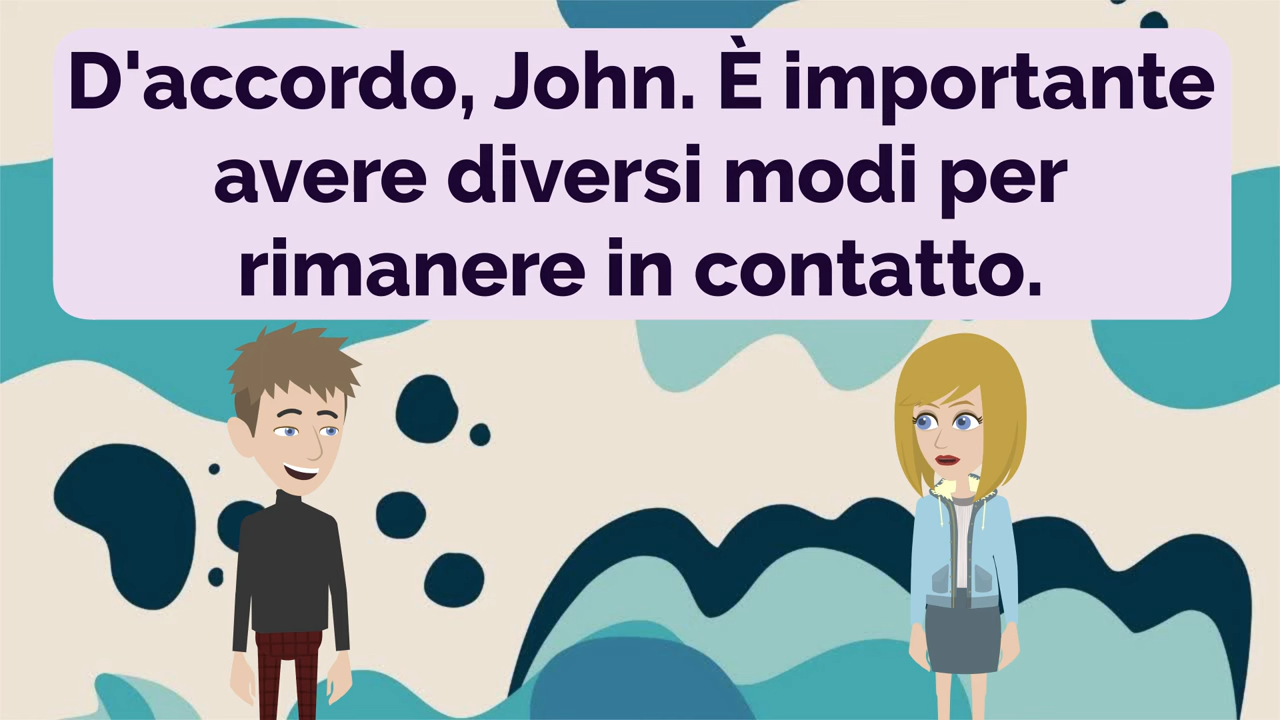 D'accordo, John. È importante
avere diversi modi per
rimanere in contatto.